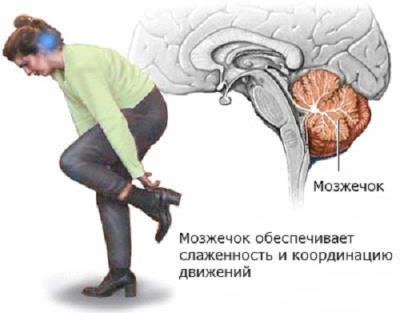 Мозжечок
Мозжечок обеспечивает
слаженность и координацию
движений